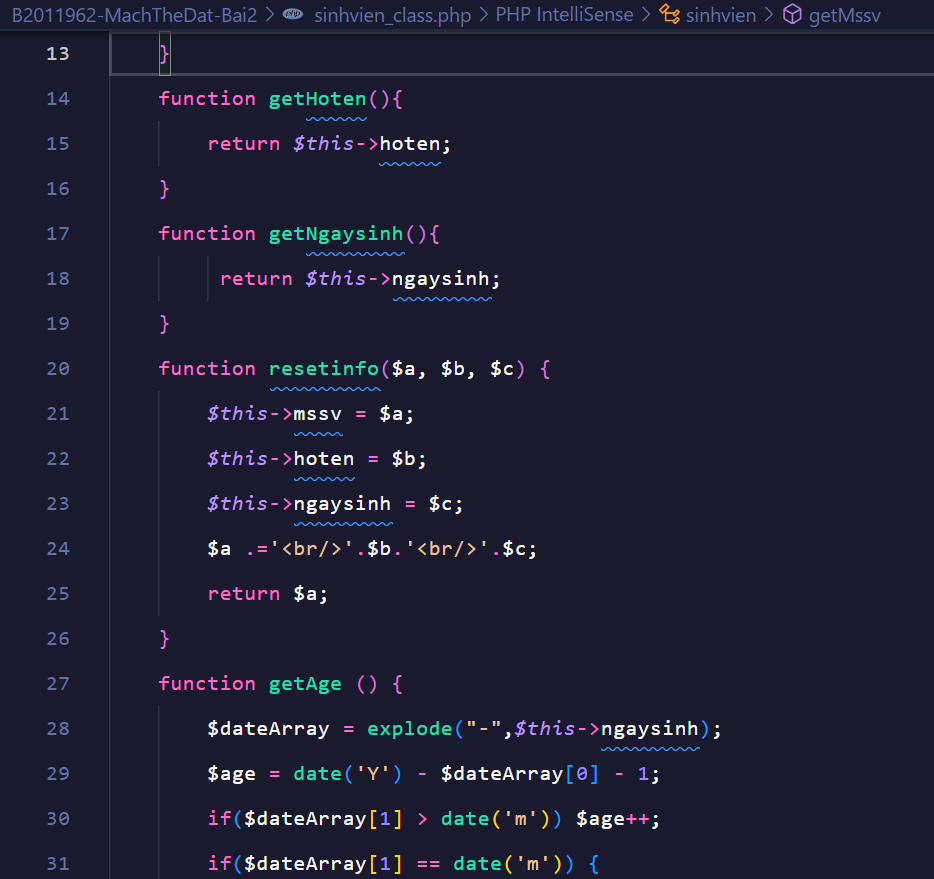 B2011962-MachTheDat-Bai2 > sinhvien_class.php > PHP IntelliSense > sinhvien > getMssv
13 }
14 function getHoten(){
15 return $this->hoten;
16 }
17 function getNgaysinh(){
18 return $this->ngaysinh;
19 }
20 function resetinfo($a, $b, $c) {
21 $this->mssv = $a;
22 $this->hoten = $b;
23 $this->ngaysinh = $c;
24 $a .='<br/>'.$b.'<br/>'.$c;
25 return $a;
26 }
27 function getAge () {
28 $dateArray = explode("-",$this->ngaysinh);
29 $age = date('Y') - $dateArray[0] - 1;
30 if($dateArray[1] > date('m')) $age++;
31 if($dateArray[1] == date('m')) {